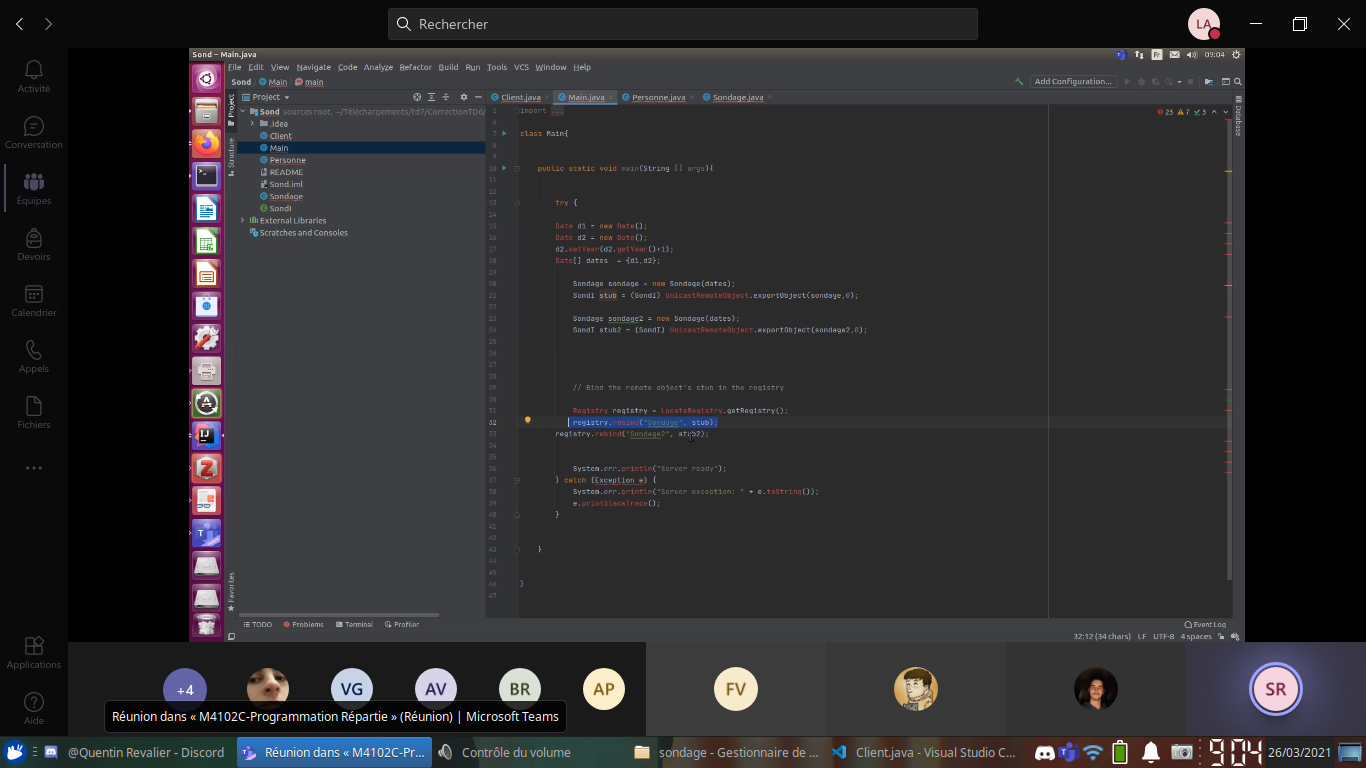 Rechercher
LA
Activité
Conversation
Équipes
Devoirs
Calendrier
Appels
Fichiers
Applications
Aide
Sond – Main.java
Fr
09:04
File Edit View Navigate Code Analyze Refactor Build Run Tools VCS Window Help
Sond Main main
Add Configuration...
Project
Client.java Main.java Personne.java Sondage.java
Project
Structure
Favorites
Database
Sond sources root, ~/Téléchargements/td7/CorrectionTD6/
.idea
Client
Main
Personne
README
Sond.iml
Sondage
SondI
External Libraries
Scratches and Consoles
23 7 3
1 import ...
6
7 class Main{
8
9
10 public static void main(String [] args){
11
12
13 try {
14
15 Date d1 = new Date();
16 Date d2 = new Date();
17 d2.setYear(d2.getYear()+1);
18 Date[] dates = {d1,d2};
19
20 Sondage sondage = new Sondage(dates);
21 SondI stub = (SondI) UnicastRemoteObject.exportObject(sondage,0);
22
23 Sondage sondage2 = new Sondage(dates);
24 SondI stub2 = (SondI) UnicastRemoteObject.exportObject(sondage2,0);
25
26
27
28
29 // Bind the remote object's stub in the registry
30
31 Registry registry = LocateRegistry.getRegistry();
32 registry.rebind("Sondage", stub);
33 registry.rebind("Sondage2", stub2);
34
35
36 System.err.println("Server ready");
37 } catch (Exception e) {
38 System.err.println("Server exception: " + e.toString());
39 e.printStackTrace();
40 }
41
42
43 }
44
45
46 }
47
TODO Problems Terminal Profiler
Event Log
32:12 (34 chars) LF UTF-8 4 spaces
+4 VG AV BR AP FV SR
Réunion dans « M4102C-Programmation Répartie » (Réunion) | Microsoft Teams
@Quentin Revalier - Discord
Réunion dans « M4102C-Pr...
Contrôle du volume
sondage - Gestionnaire de ...
Client.java - Visual Studio C...
9:04
26/03/2021